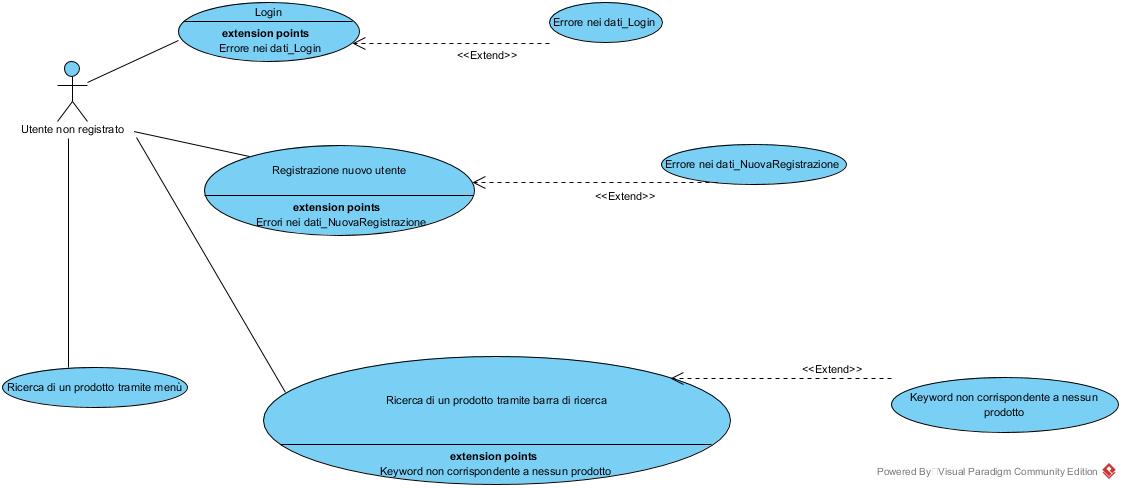 Login
extension points
Errore nei dati_Login
<<Extend>>
Errore nei dati_Login
Utente non registrato
Registrazione nuovo utente
extension points
Errori nei dati_NuovaRegistrazione
<<Extend>>
Errore nei dati_NuovaRegistrazione
Ricerca di un prodotto tramite menù
Ricerca di un prodotto tramite barra di ricerca
extension points
Keyword non corrispondente a nessun prodotto
<<Extend>>
Keyword non corrispondente a nessun
prodotto
Powered By Visual Paradigm Community Edition